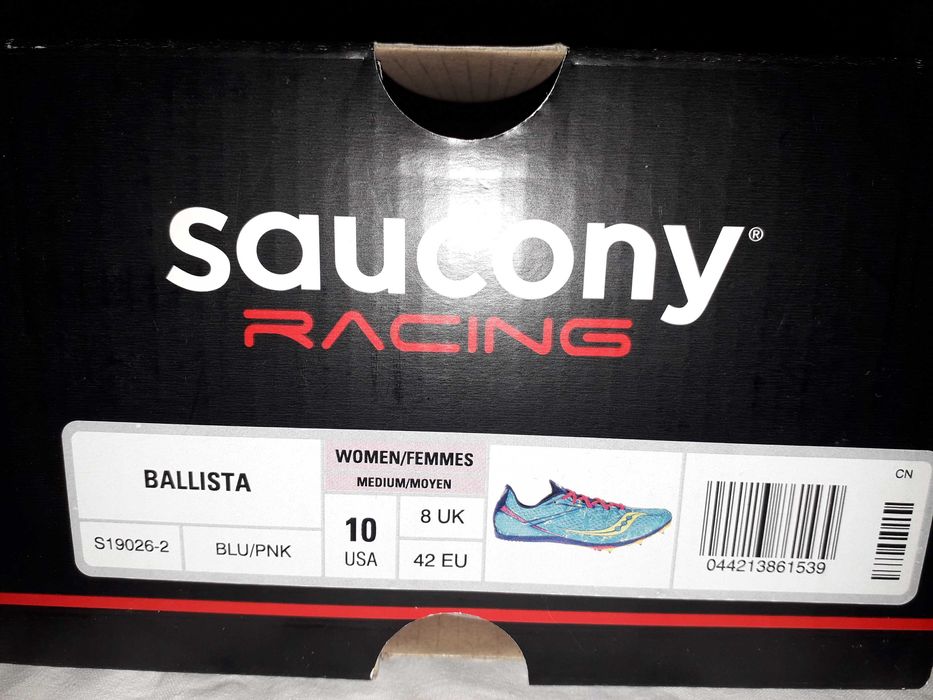 saucony®
RACING
BALLISTA
S19026-2
BLU/PNK
WOMEN/FEMMES
MEDIUM/MOYEN
10
USA
8 UK
42 EU
044213861539
CN